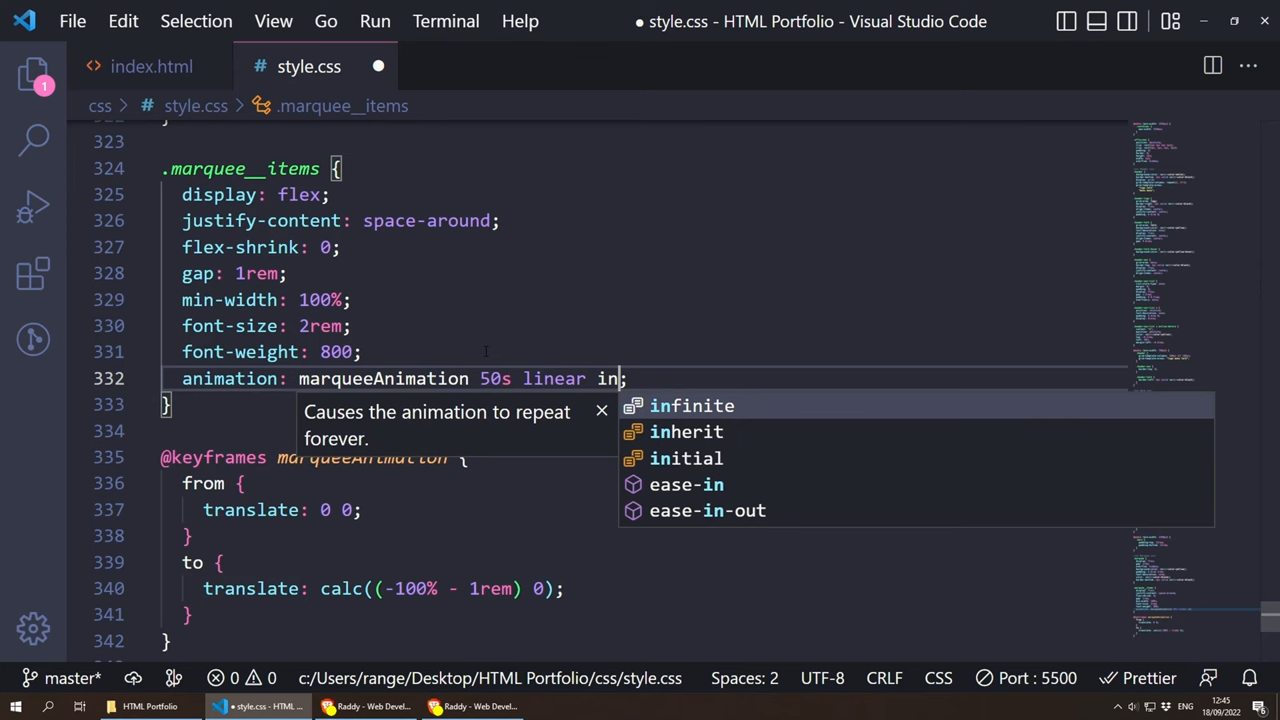 File Edit Selection View Go Run Terminal Help ● style.css - HTML Portfolio - Visual Studio Code
index.html # style.css
css > # style.css > .marquee__items
1
323
324 .marquee__items {
325 display: flex;
326 justify-content: space-around;
327 flex-shrink: 0;
328 gap: 1rem;
329 min-width: 100%;
330 font-size: 2rem;
331 font-weight: 800;
332 animation: marqueeAnimation 50s linear in;
333 }
Causes the animation to repeat
forever.
infinite
inherit
initial
ease-in
ease-in-out
334
335 @keyframes marqueeAnimation {
336 from {
337 translate: 0 0;
338 }
339 to {
340 translate: calc((-100% - 1rem) 0);
341 }
342 }
master* 0 0 c:/Users/range/Desktop/HTML Portfolio/css/style.css Spaces: 2 UTF-8 CRLF CSS Port : 5500 Prettier
HTML Portfolio ● style.css - HTML ... Raddy - Web Devel... Raddy - Web Devel...
12:45
18/09/2022
6